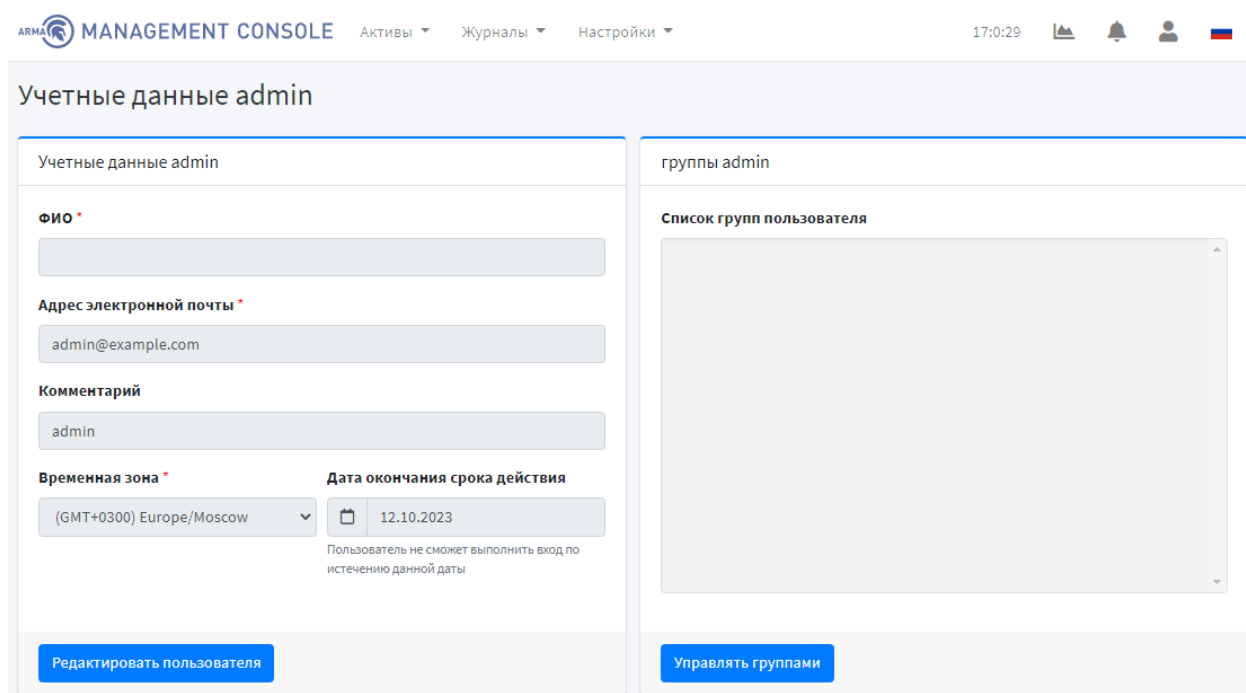 ARMA MANAGEMENT CONSOLE Активы Журналы Настройки 17:0:29
Учетные данные admin
Учетные данные admin
ФИО *
Адрес электронной почты *
admin@example.com
Комментарий
admin
Временная зона *
Дата окончания срока действия
(GMT+0300) Europe/Moscow
12.10.2023
Пользователь не сможет выполнить вход по
истечению данной даты
Редактировать пользователя
группы admin
Список групп пользователя
Управлять группами